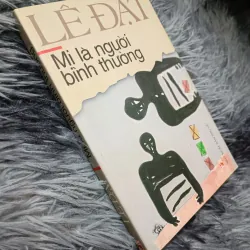 LÊ ĐẠT
Mi là người
bình thường